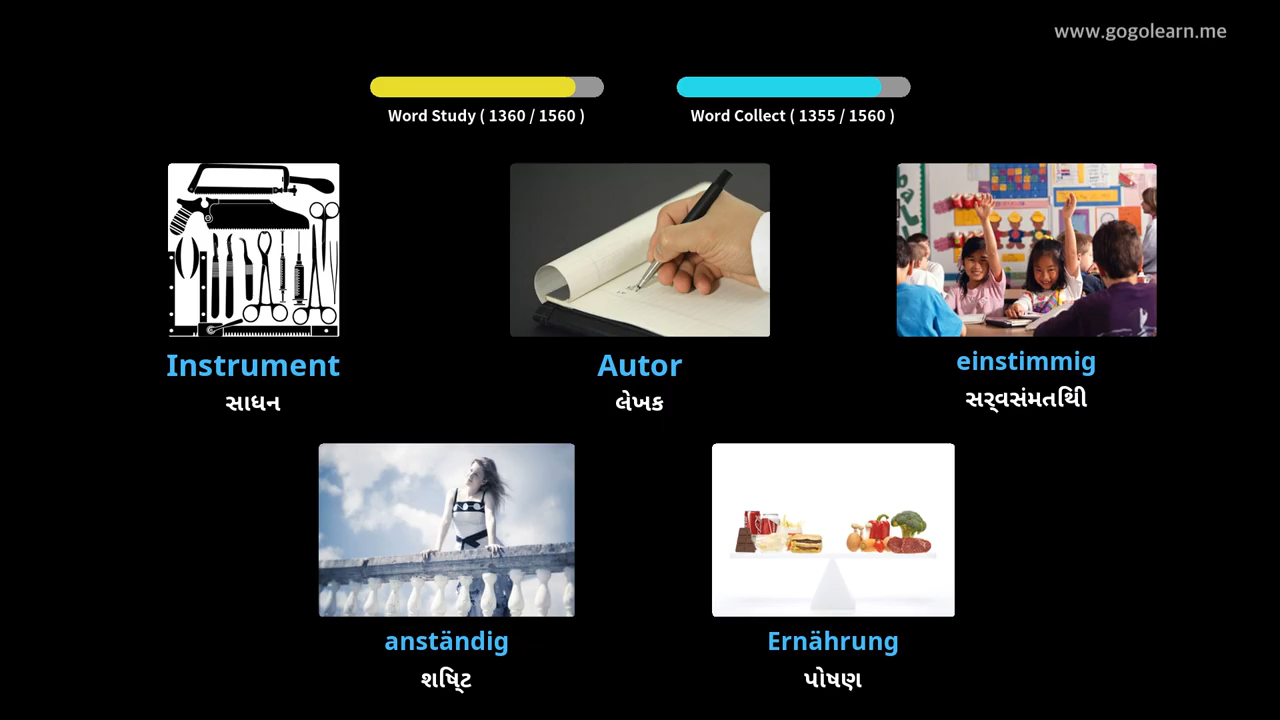 www.gogolearn.me
Word Study ( 1360 / 1560 )
Word Collect ( 1355 / 1560 )
Instrument
સાધન
Autor
લેખક
einstimmig
સર્વસંમતિથી
anständig
શિષ્ટ
Ernährung
પોષણ